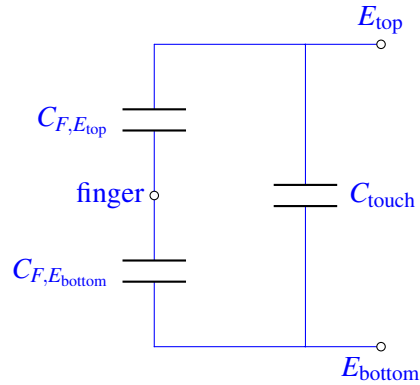 E_top
C_F,E_top
finger
C_touch
C_F,E_bottom
E_bottom